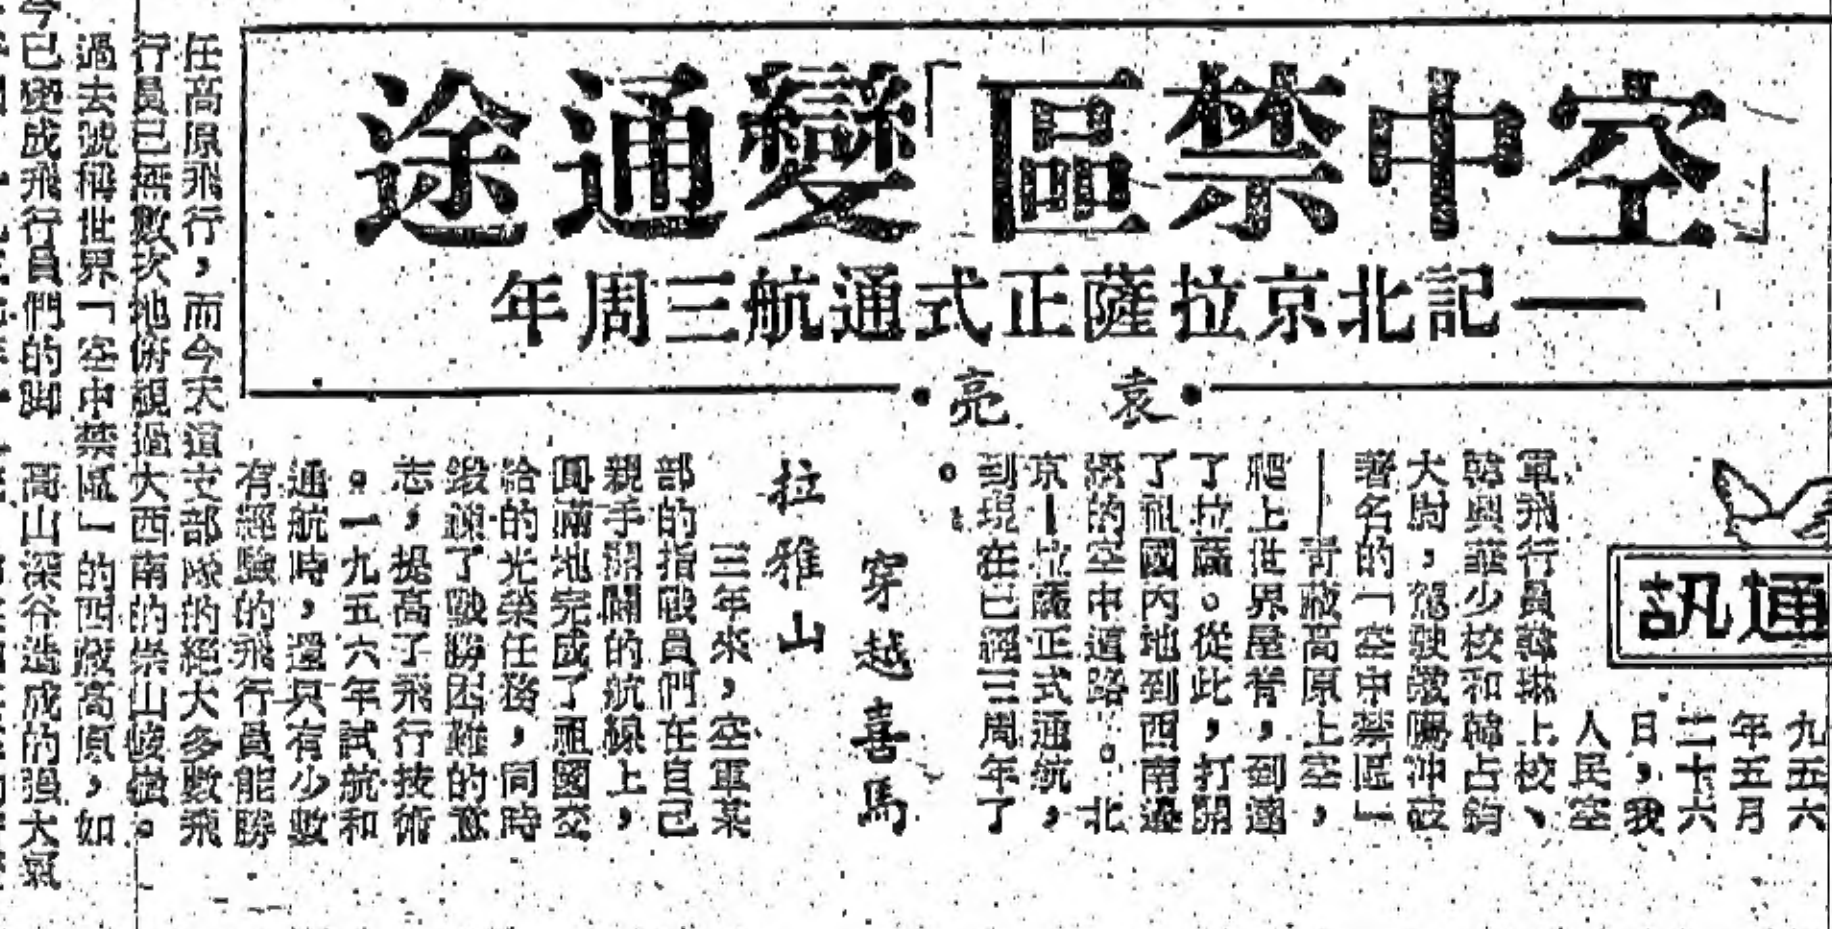 「空中禁區」變通途
——記北京拉薩正式通航三周年
·袁 亮·
通訊
九五六
年五月
二十六
日，我
人民空
軍飛行員韓琳上校、
韓興華少校和韓占鈞
大尉，駕駛飛機沖破
著名的「空中禁區」
——青藏高原上空，
爬上世界屋脊，到達
了拉薩。從此，打開
了祖國內地到西南邊
疆的空中道路。北
京—拉薩正式通航，
到現在已經三周年了
。
穿越喜馬
拉雅山
三年來，空軍某
部的指戰員們在自己
親手開闢的航線上，
圓滿地完成了祖國交
給的光榮任務，同時
鍛鍊了戰勝困難的意
志，提高了飛行技術
。一九五六年試航和
通航時，還只有少數
有經驗的飛行員能勝
任高原飛行，而今天這支部隊的絕大多數飛
行員已無數次地俯視過大西南的崇山峻嶺。
過去號稱世界「空中禁區」的西藏高原，如
今已變成飛行員們的脚
高山深谷造成的強大氣